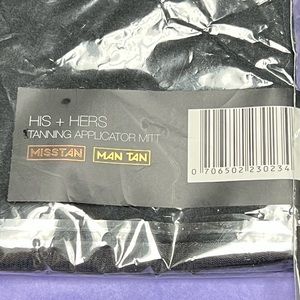 HIS + HERS
TANNING APPLICATOR MITT
MISSTAN MAN TAN
0 706502 230234